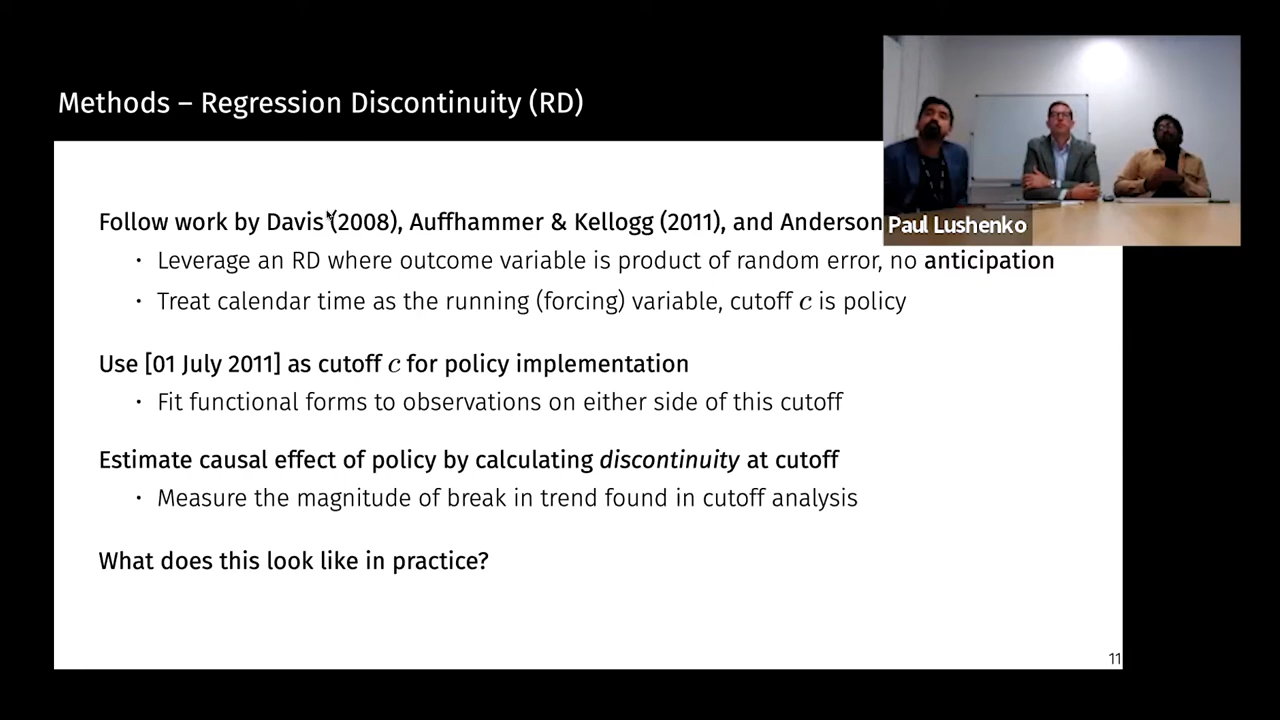 Methods – Regression Discontinuity (RD)
Follow work by Davis (2008), Auffhammer & Kellogg (2011), and Anderson
Paul Lushenko
• Leverage an RD where outcome variable is product of random error, no anticipation
• Treat calendar time as the running (forcing) variable, cutoff c is policy
Use [01 July 2011] as cutoff c for policy implementation
• Fit functional forms to observations on either side of this cutoff
Estimate causal effect of policy by calculating discontinuity at cutoff
• Measure the magnitude of break in trend found in cutoff analysis
What does this look like in practice?
11